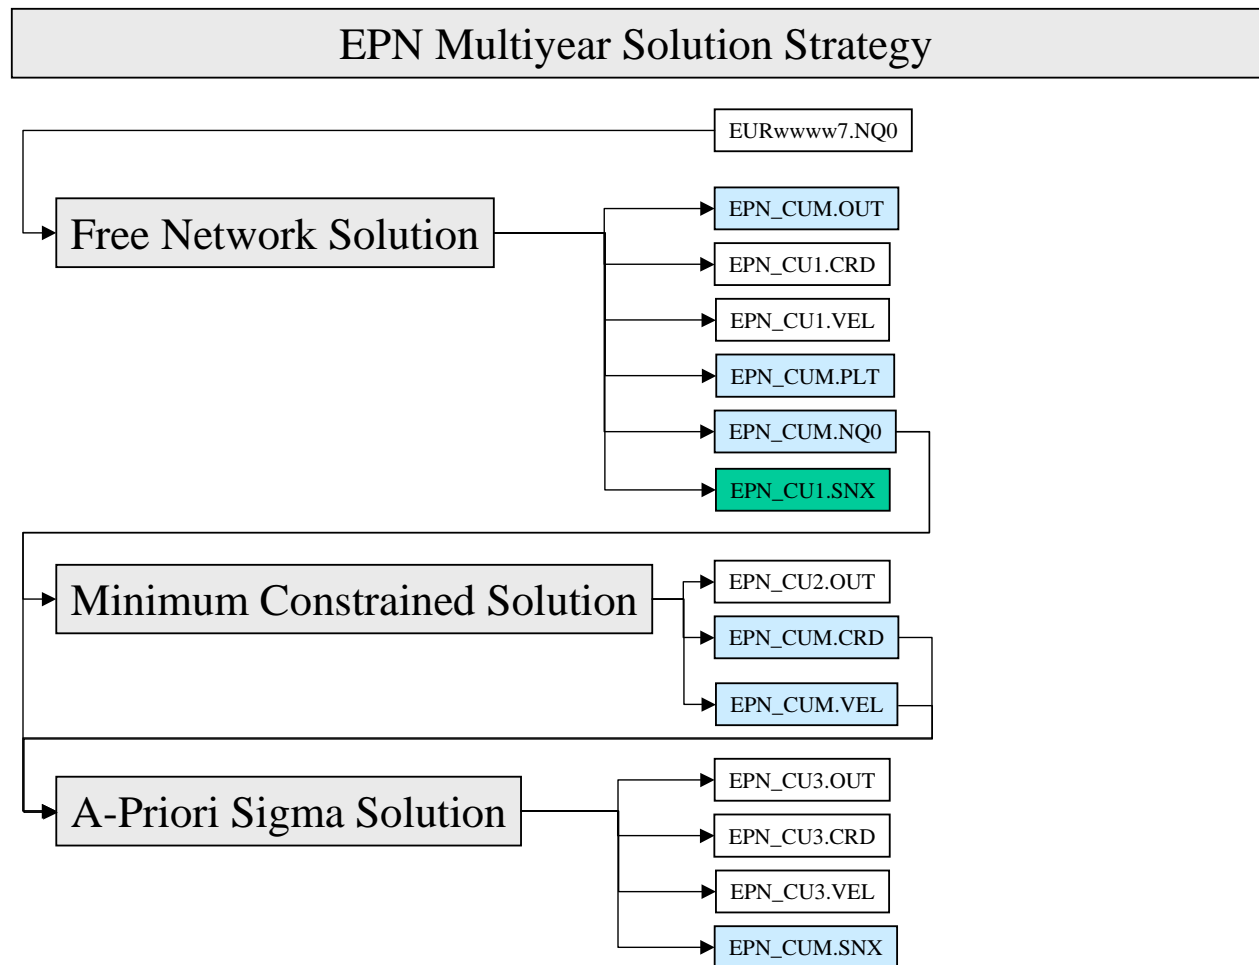 EPN Multiyear Solution Strategy
EURwwww7.NQ0
Free Network Solution
EPN_CUM.OUT
EPN_CU1.CRD
EPN_CU1.VEL
EPN_CUM.PLT
EPN_CUM.NQ0
EPN_CU1.SNX
Minimum Constrained Solution
EPN_CU2.OUT
EPN_CUM.CRD
EPN_CUM.VEL
A-Priori Sigma Solution
EPN_CU3.OUT
EPN_CU3.CRD
EPN_CU3.VEL
EPN_CUM.SNX